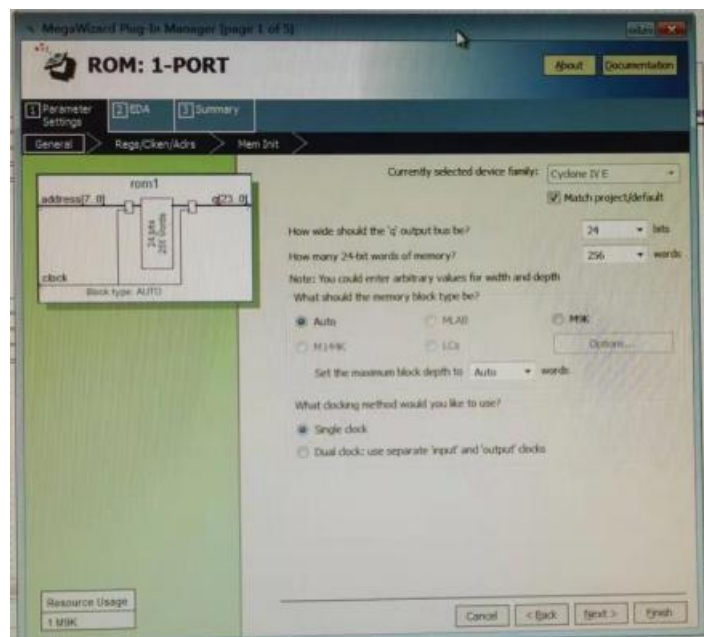 MegaWizard Plug-In Manager [page 1 of 5]
ROM: 1-PORT
About
Documentation
1 Parameter Settings
2 EDA
3 Summary
General
Regs/Clken/Adrs
Mem Init
rom1
address[7..0]
q[23..0]
24 bits
256 Words
clock
Block type: AUTO
Currently selected device family:
Cyclone IV E
Match project/default
How wide should the 'q' output bus be?
24
bits
How many 24-bit words of memory?
256
words
Note: You could enter arbitrary values for width and depth
What should the memory block type be?
Auto
MLAB
M9K
M144K
LCs
Options...
Set the maximum block depth to
Auto
words
What clocking method would you like to use?
Single clock
Dual clock: use separate 'input' and 'output' clocks
Resource Usage
1 M9K
Cancel
< Back
Next >
Finish